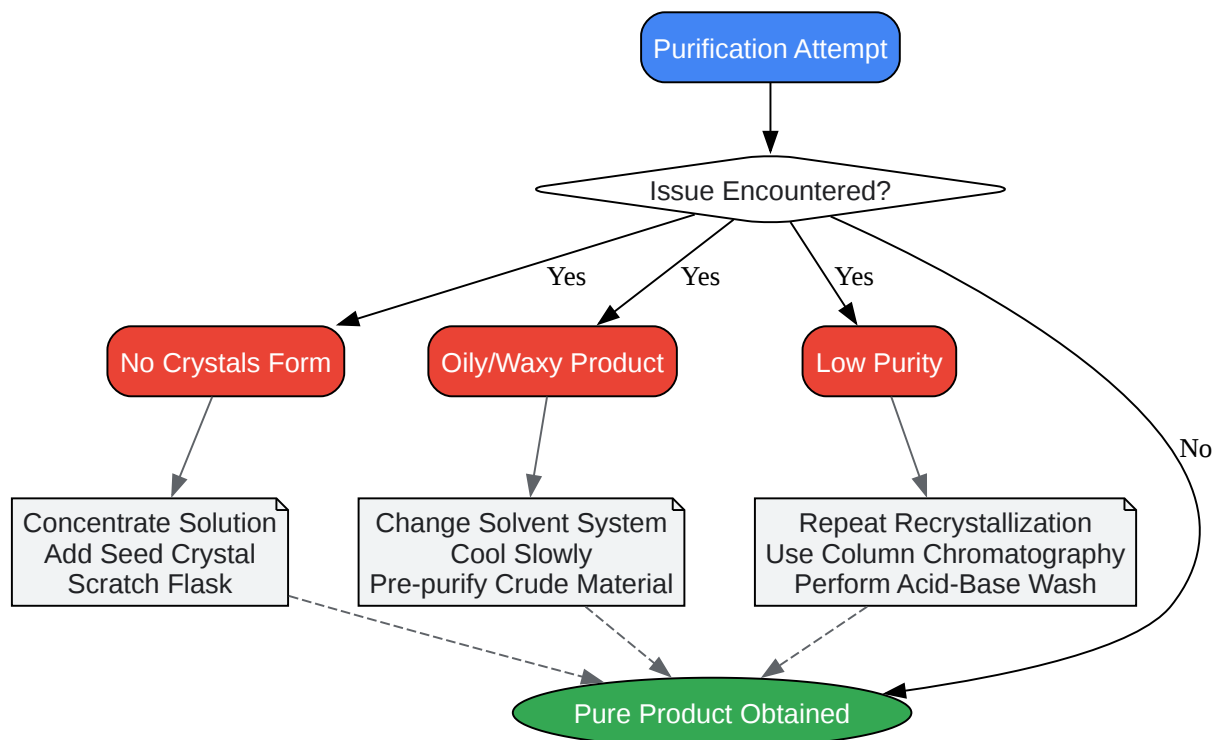 Purification Attempt
Issue Encountered?
Yes
Yes
Yes
No Crystals Form
Oily/Waxy Product
Low Purity
No
Concentrate Solution
Add Seed Crystal
Scratch Flask
Change Solvent System
Cool Slowly
Pre-purify Crude Material
Repeat Recrystallization
Use Column Chromatography
Perform Acid-Base Wash
Pure Product Obtained